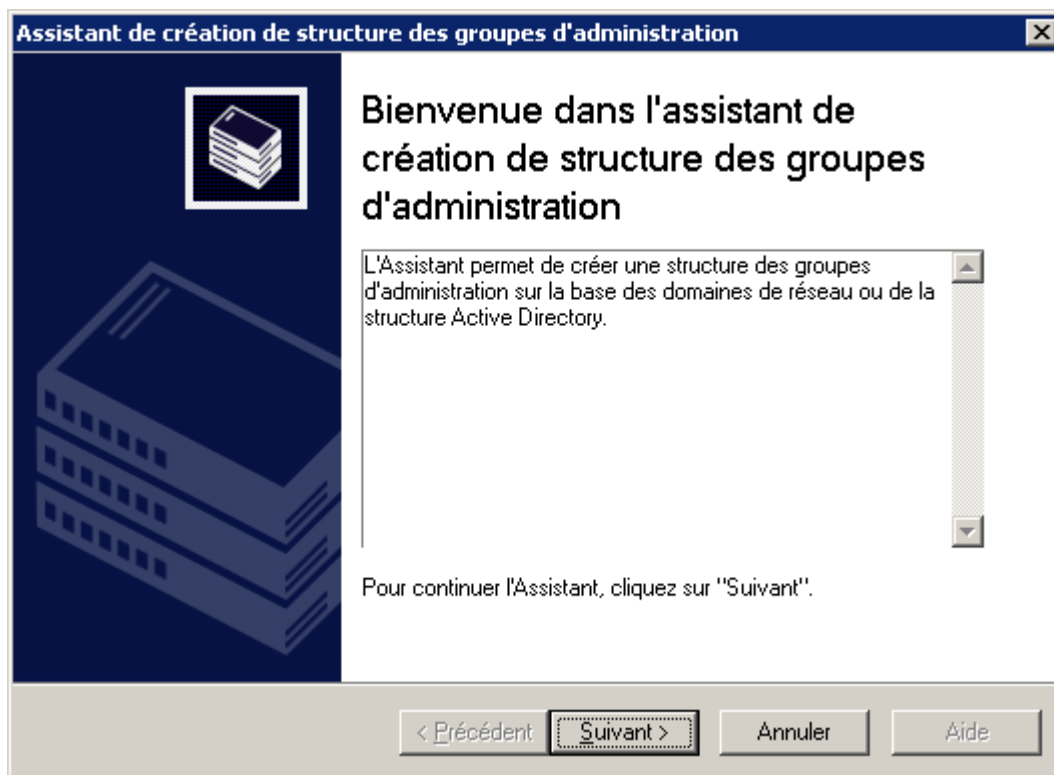 Assistant de création de structure des groupes d'administration
Bienvenue dans l'assistant de
création de structure des groupes
d'administration
L'Assistant permet de créer une structure des groupes
d'administration sur la base des domaines de réseau ou de la
structure Active Directory.
Pour continuer l'Assistant, cliquez sur "Suivant".
< Précédent
Suivant >
Annuler
Aide